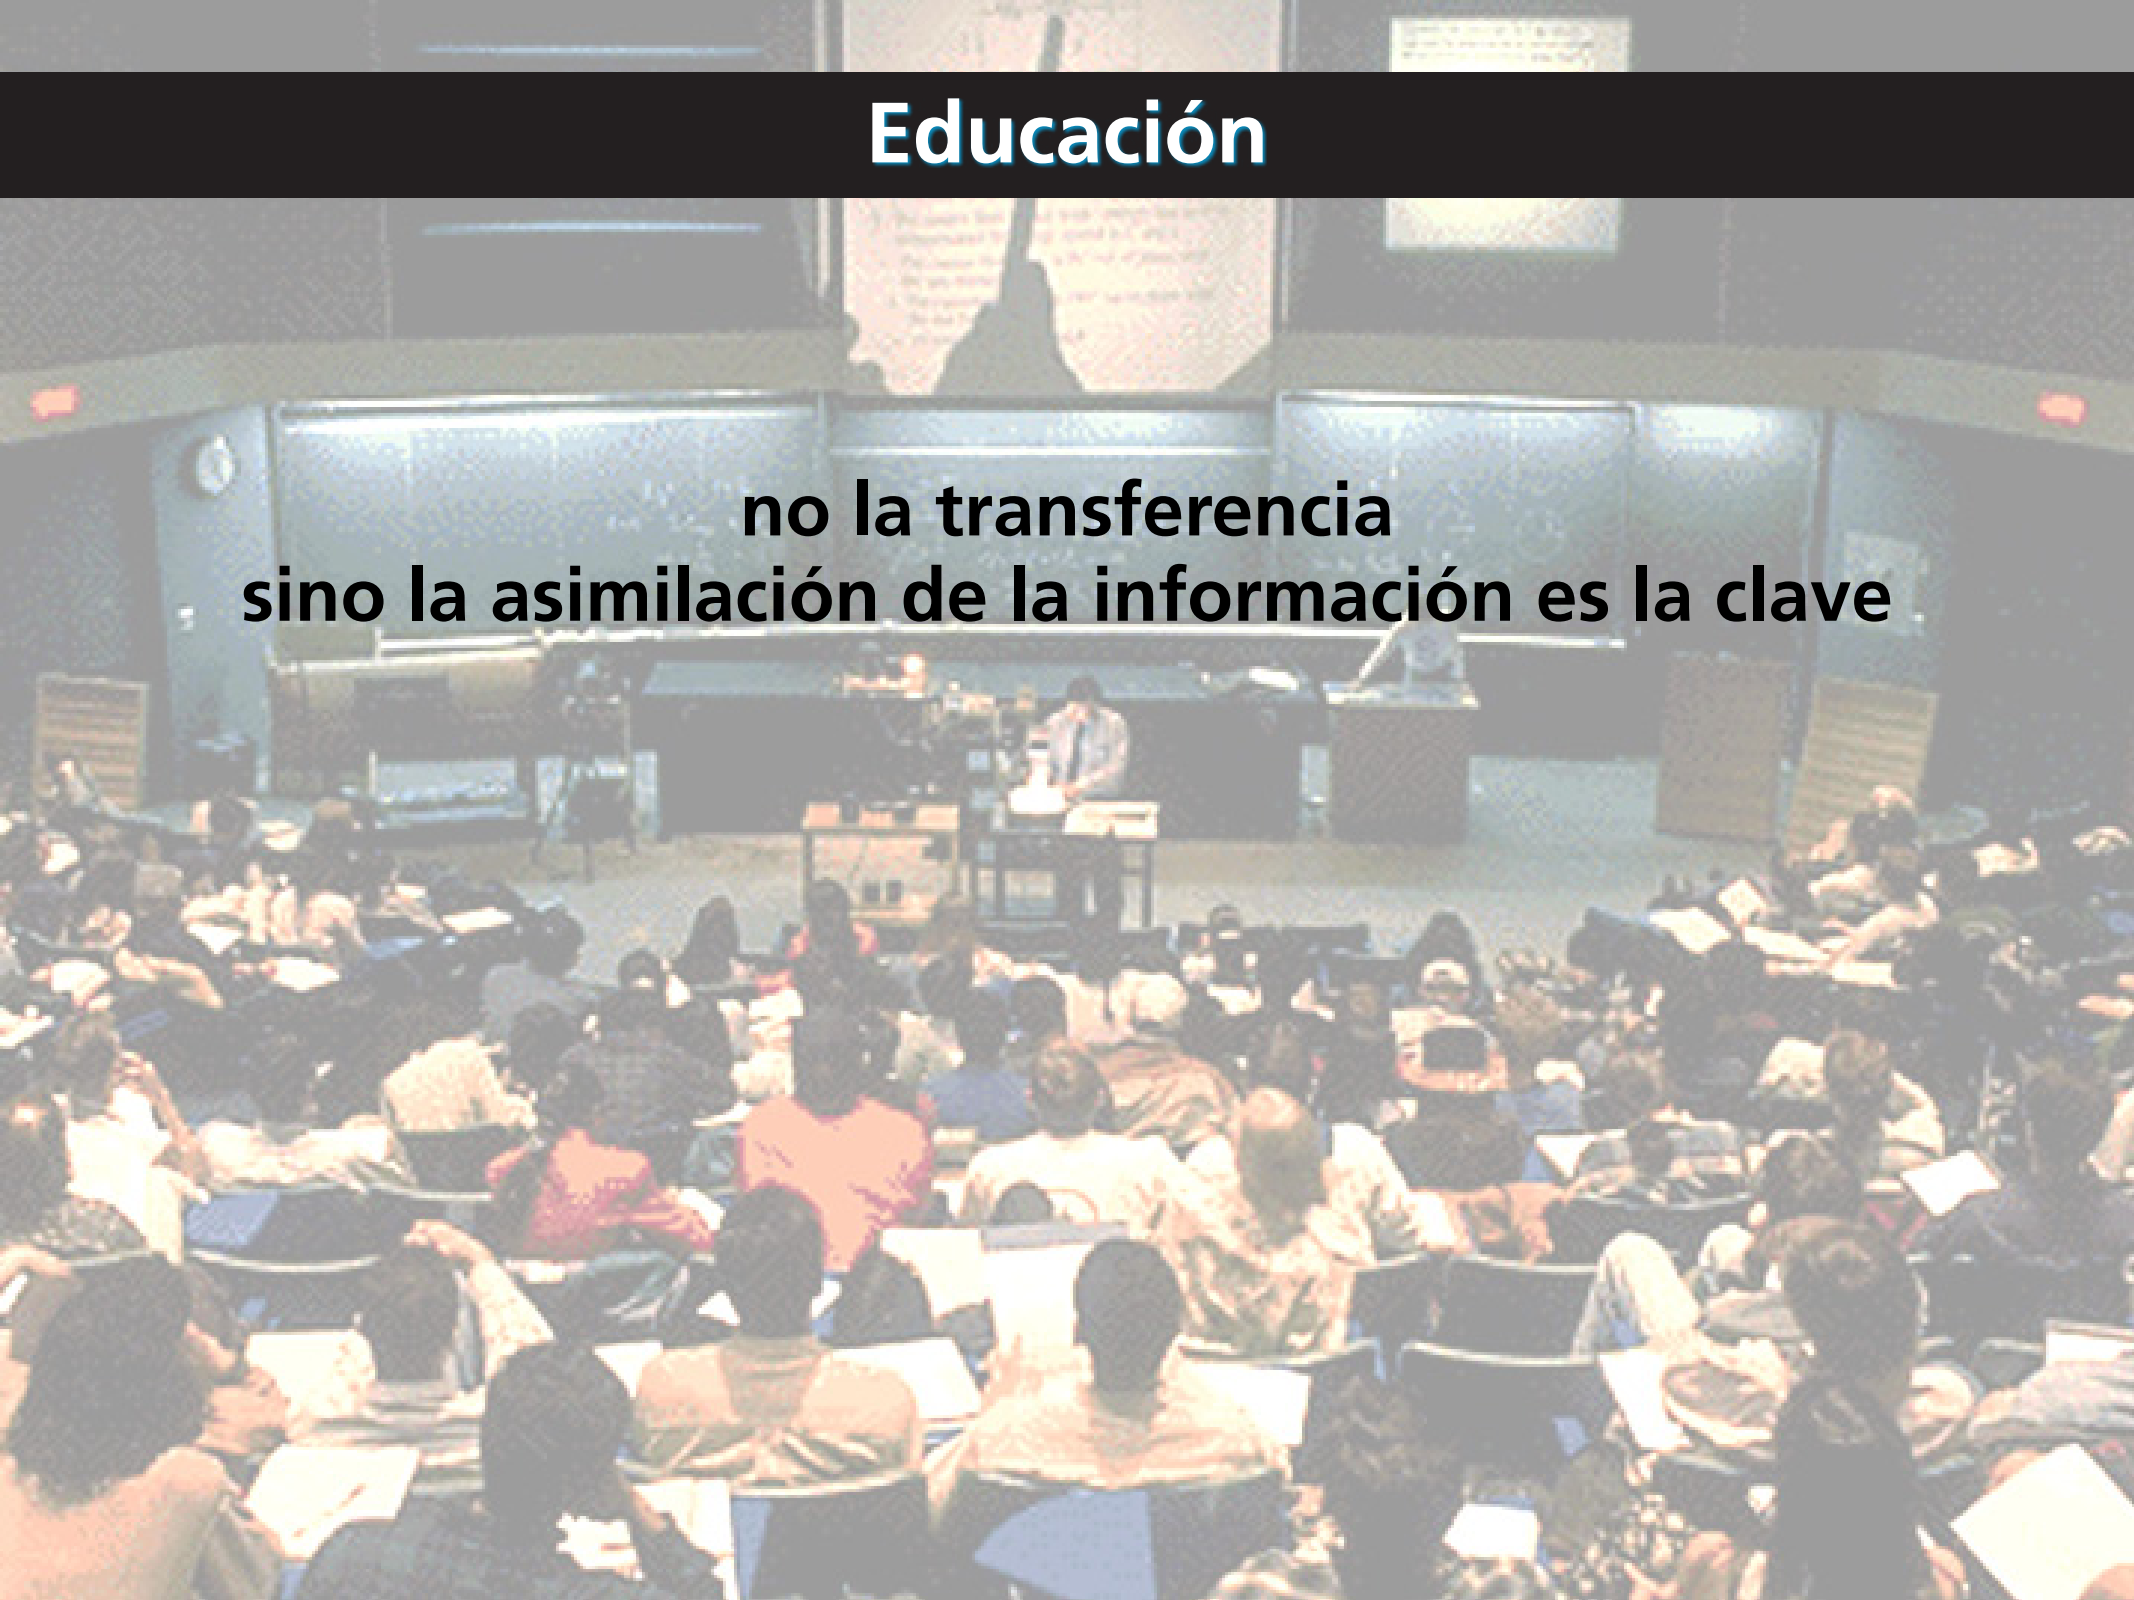 Educación
no la transferencia
sino la asimilación de la información es la clave